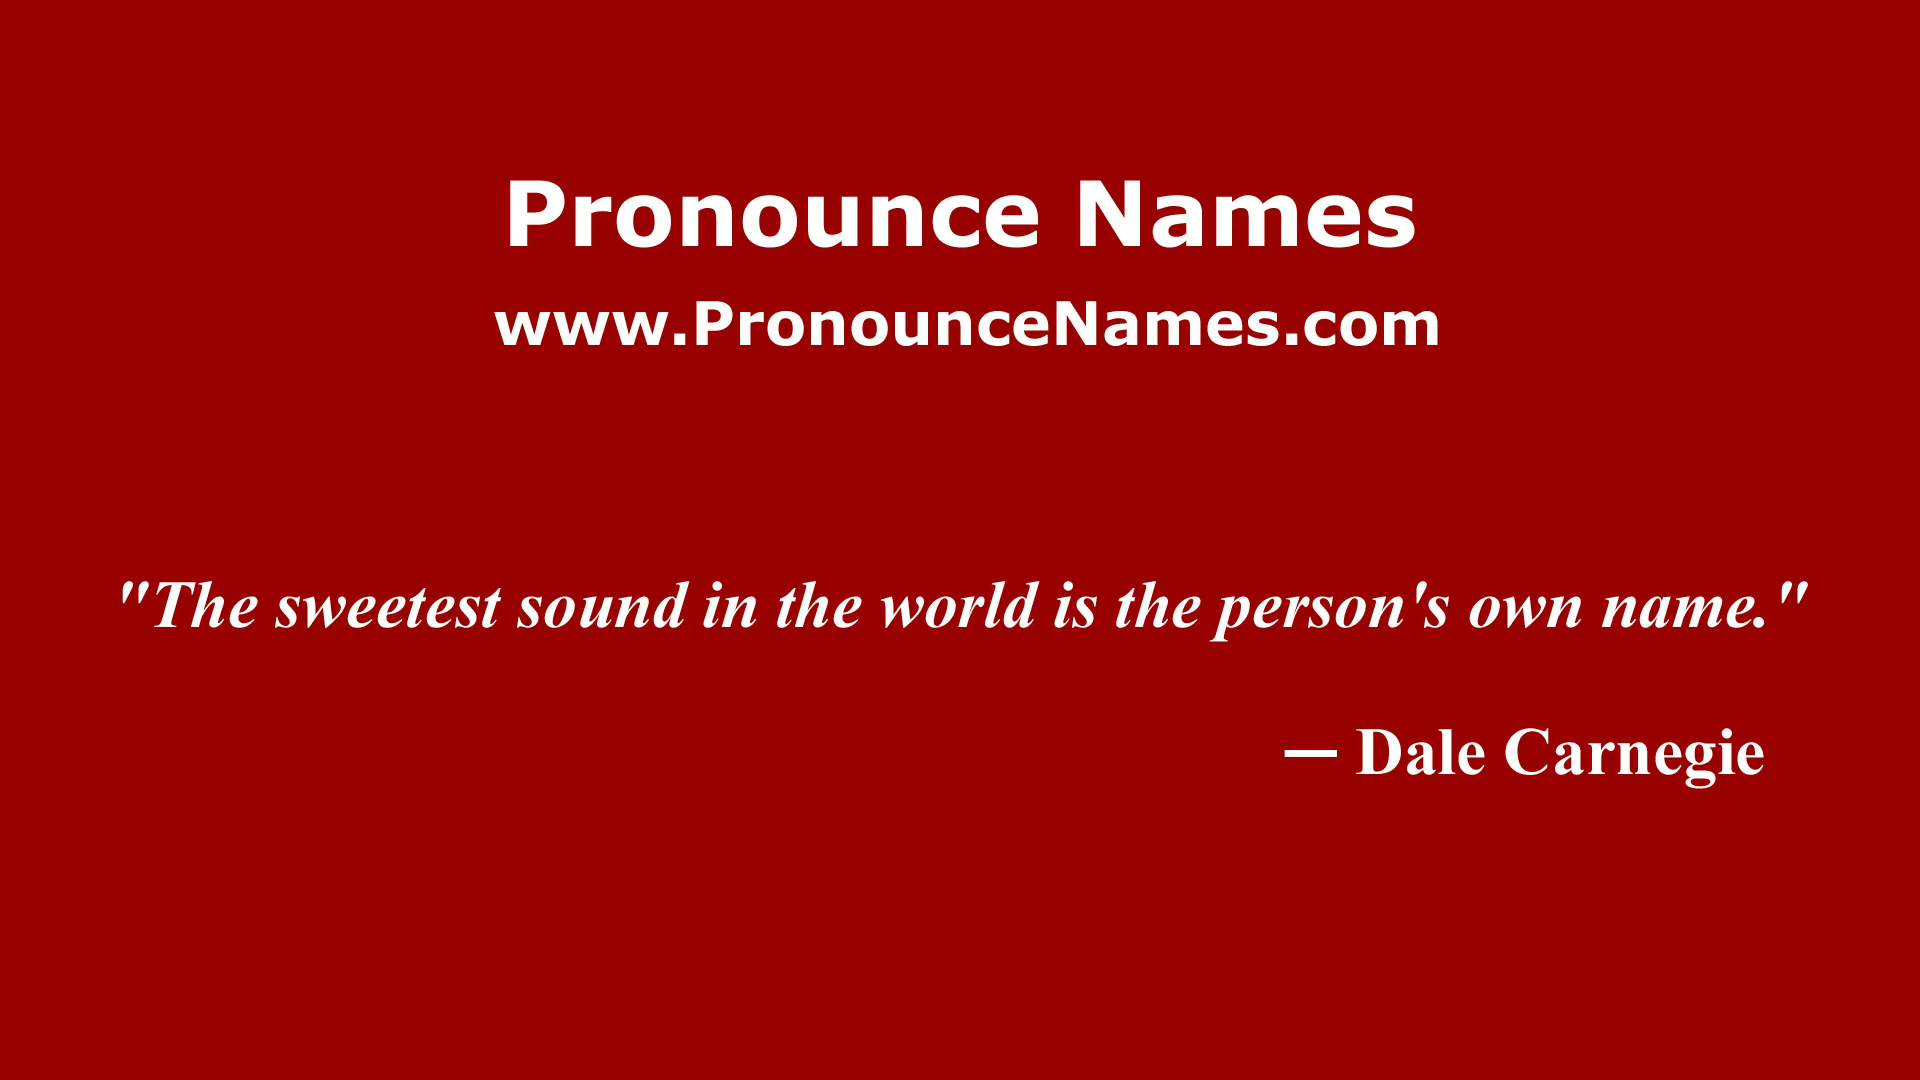 Pronounce Names
www.PronounceNames.com
"The sweetest sound in the world is the person's own name."
— Dale Carnegie